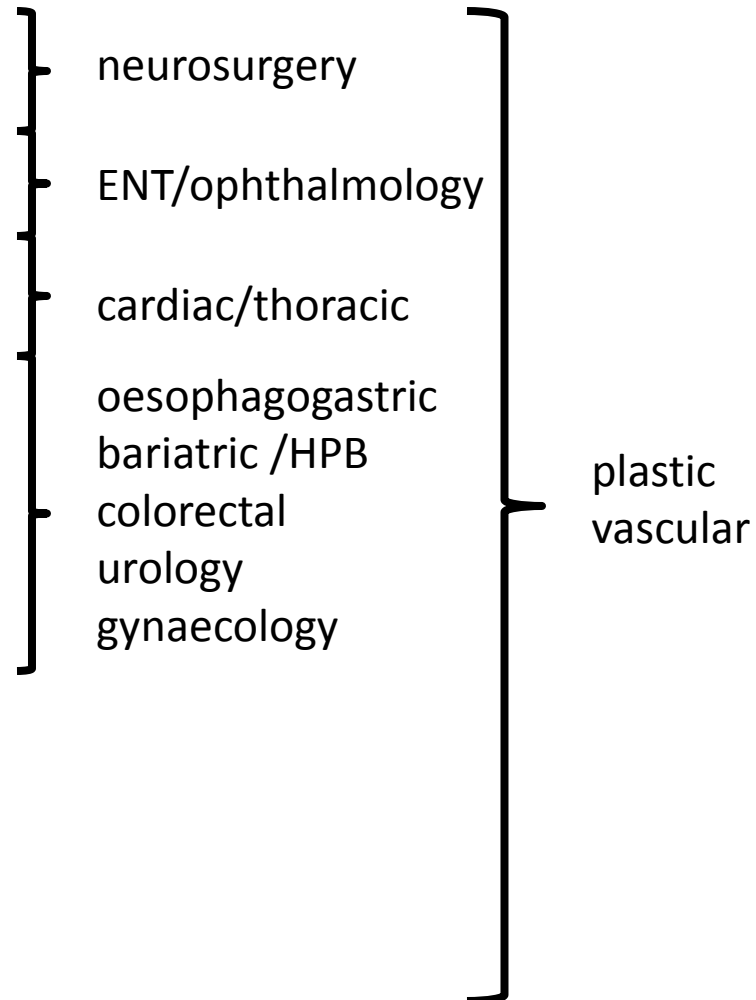 neurosurgery
ENT/ophthalmology
cardiac/thoracic
oesophagogastric
bariatric /HPB
colorectal
urology
gynaecology
plastic
vascular